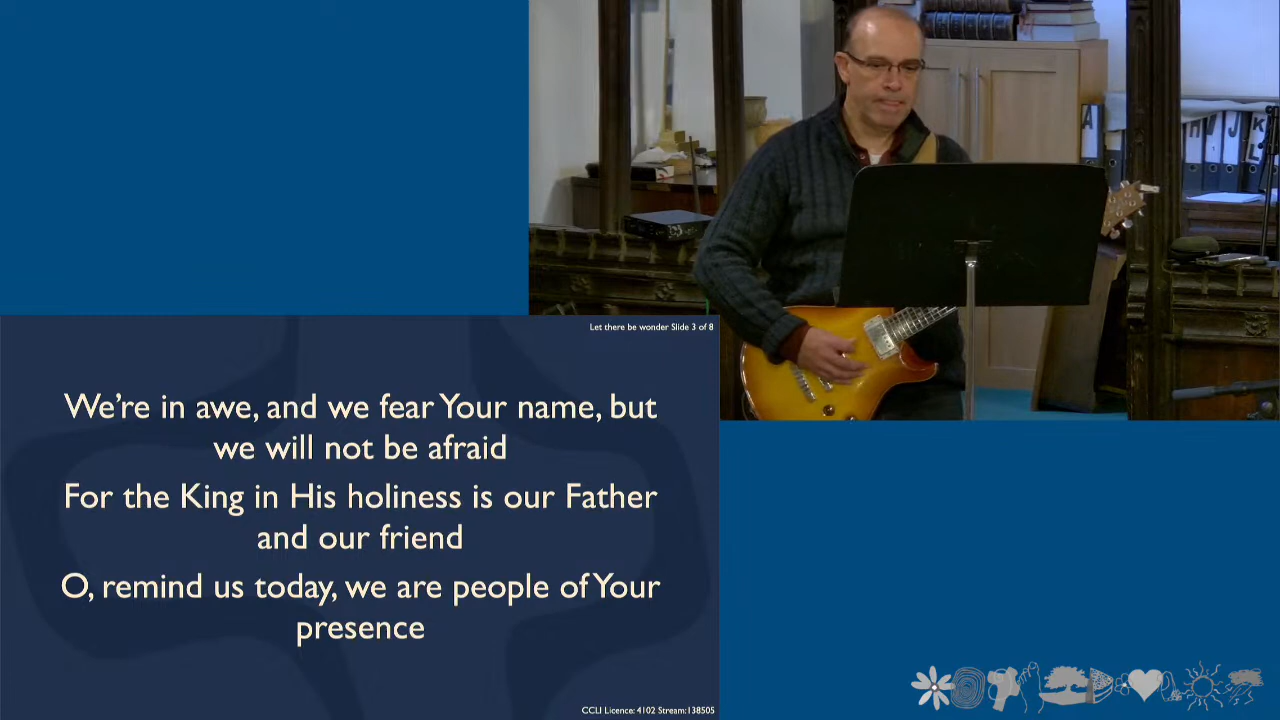 A
H V J K
L
Let there be wonder Slide 3 of 8
We're in awe, and we fear Your name, but
we will not be afraid
For the King in His holiness is our Father
and our friend
O, remind us today, we are people of Your
presence
CCLI Licence: 4102 Stream:138505